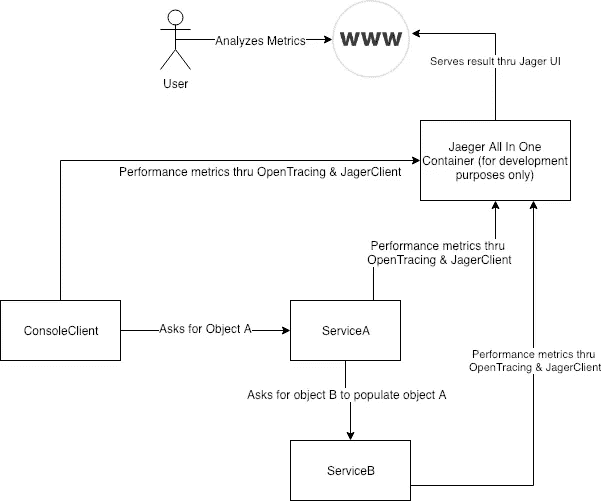 Analyzes Metrics
WWW
User
Serves result thru Jager UI
Jaeger All In One
Container (for development
purposes only)
Performance metrics thru OpenTracing & JagerClient
Performance metrics thru
OpenTracing & JagerClient
ConsoleClient
Asks for Object A
ServiceA
Performance metrics thru
OpenTracing & JagerClient
Asks for object B to populate object A
ServiceB